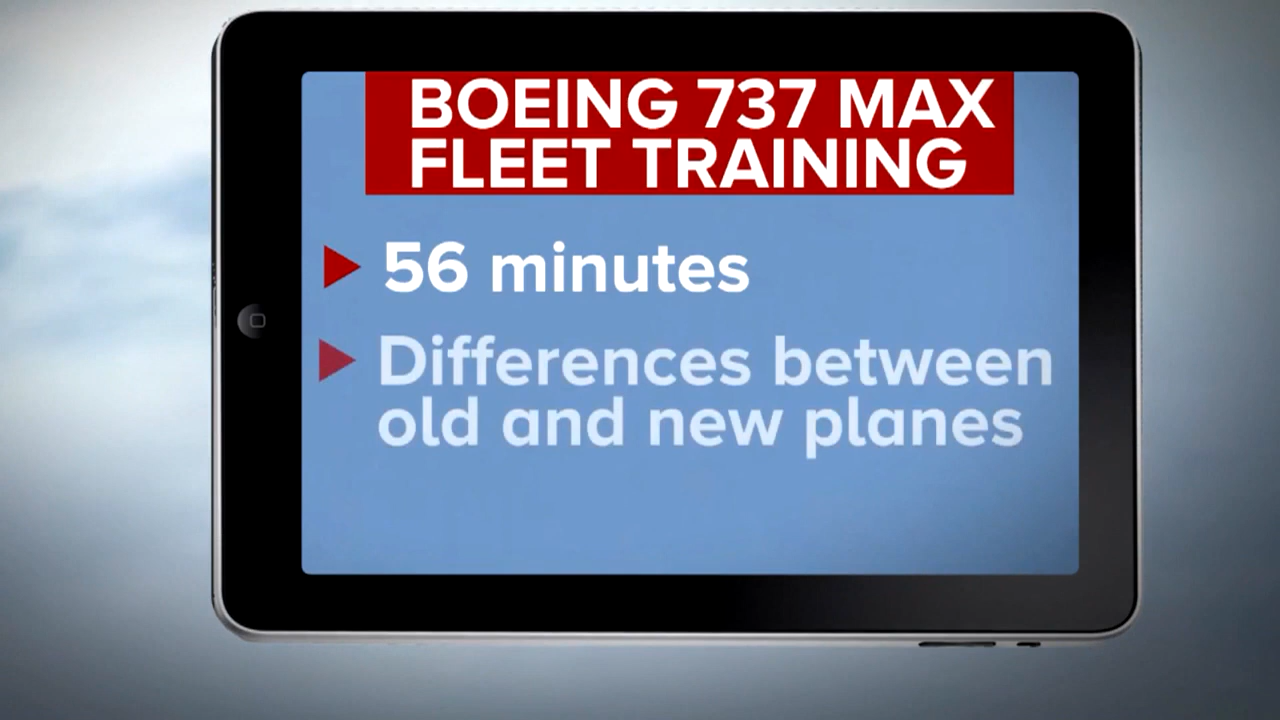 BOEING 737 MAX
FLEET TRAINING
56 minutes
Differences between
old and new planes